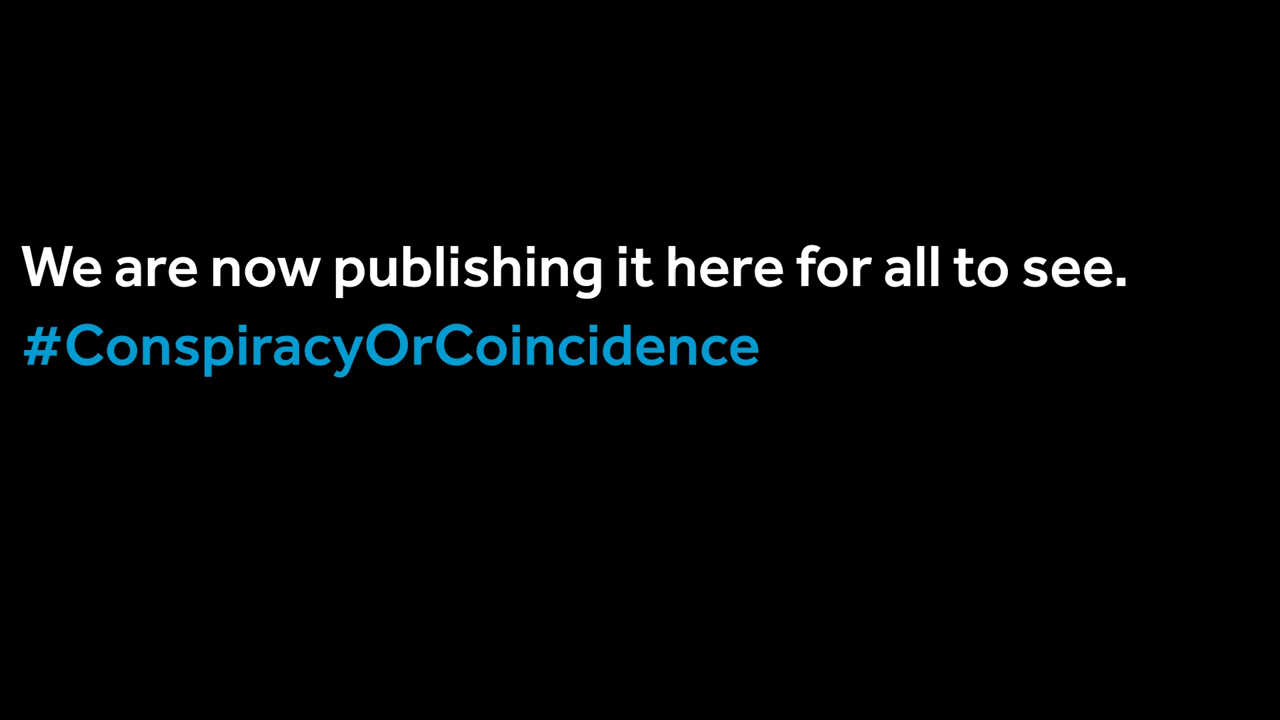 We are now publishing it here for all to see.
#ConspiracyOrCoincidence